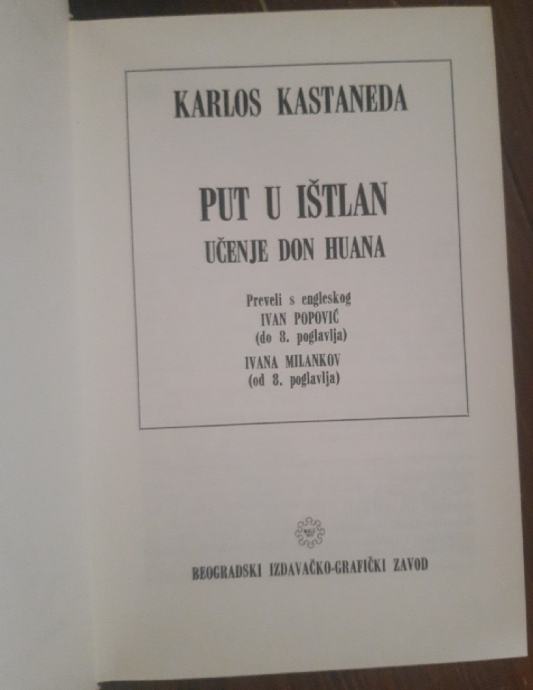 KARLOS KASTANEDA
PUT U IŠTLAN
UČENJE DON HUANA
Preveli s engleskog
IVAN POPOVIĆ
(do 8. poglavlja)
IVANA MILANKOV
(od 8. poglavlja)
BEOGRADSKI IZDAVAČKO-GRAFIČKI ZAVOD